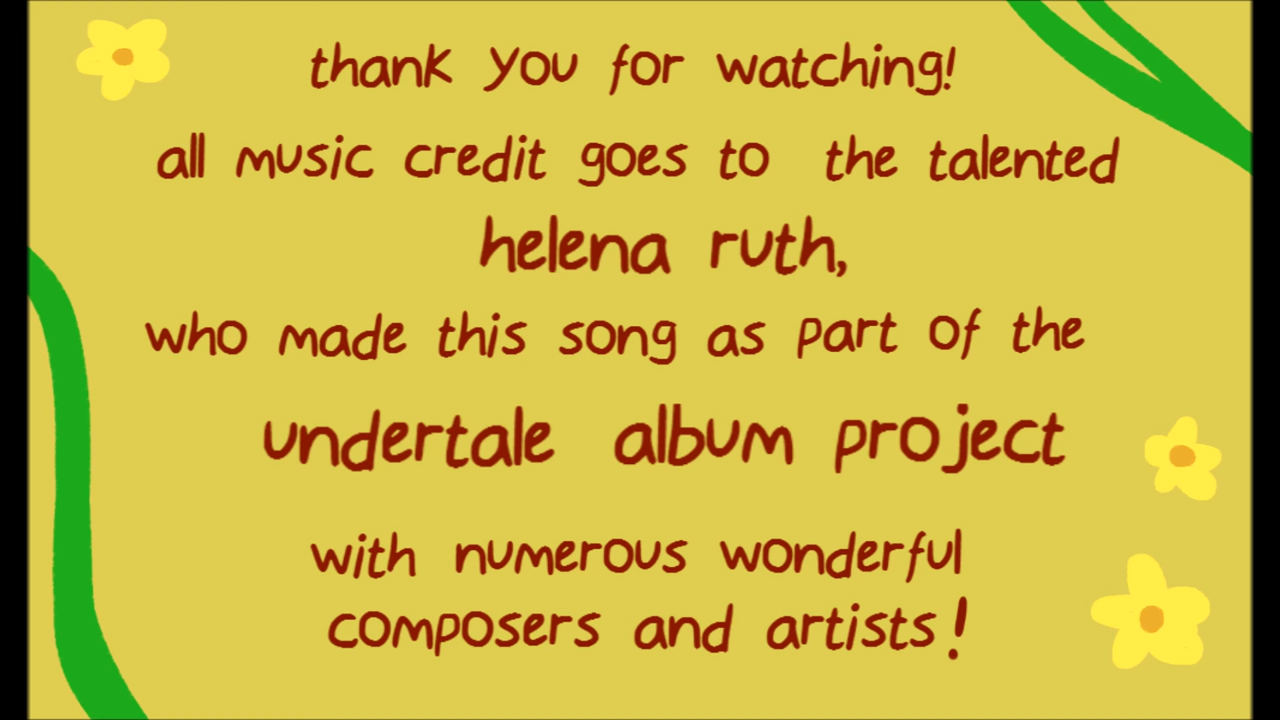 thank you for watching!
all music credit goes to the talented
helena ruth,
who made this song as part of the
undertale album project
with numerous wonderful
composers and artists!